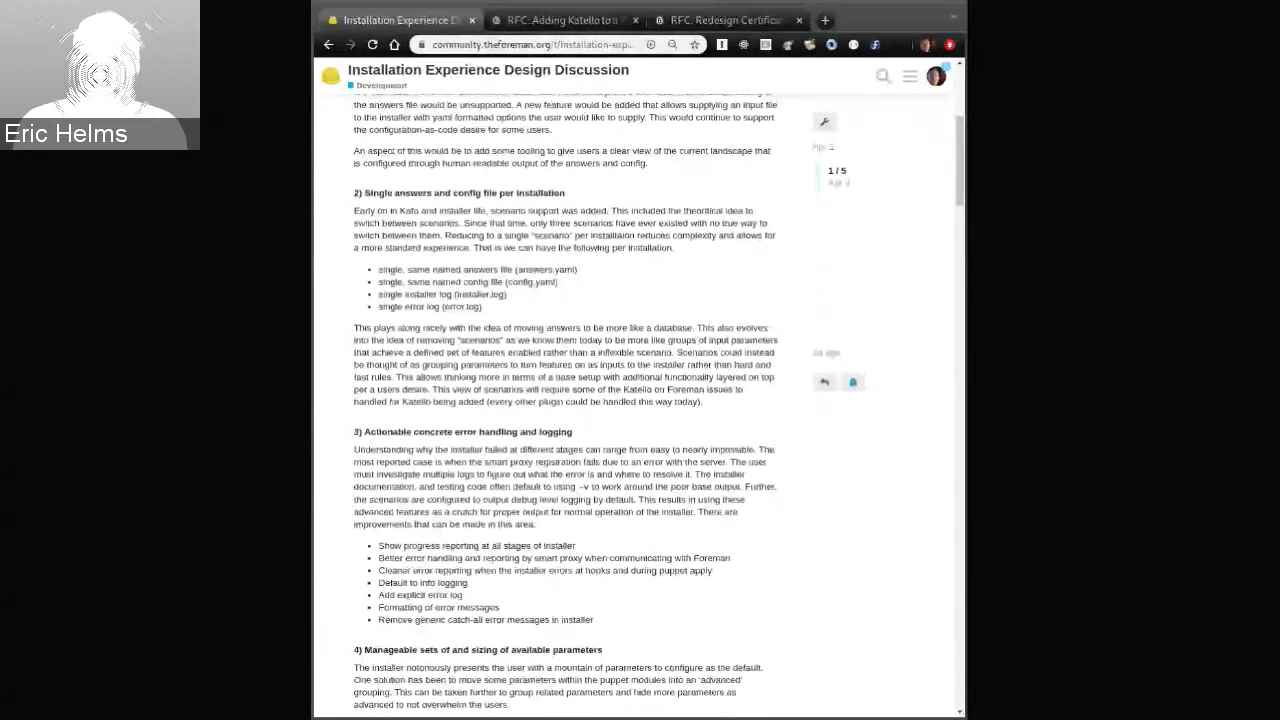 Installation Experience D
RFC: Adding Katello to a
RFC: Redesign Certificar
community.theforeman.org/t/installation-exp...
Installation Experience Design Discussion
Development
Eric Helms
the answers file would be unsupported. A new feature would be added that allows supplying an input file
to the installer with yaml formatted options the user would like to supply. This would continue to support
the configuration-as-code desire for some users.
An aspect of this would be to add some tooling to give users a clear view of the current landscape that
is configured through human readable output of the answers and config.
Apr 1
1 / 5
Apr 2
2) Single answers and config file per installation
Early on in Kafo and installer life, scenario support was added. This included the theoritical idea to
switch between scenarios. Since that time, only three scenarios have ever existed with no true way to
switch between them. Reducing to a single "scenario" per installaion reduces complexity and allows for
a more standard experience. That is we can have the following per installation.
• single, same named answers file (answers.yaml)
• single, same named config file (config.yaml)
• single installer log (installer.log)
• single error log (error.log)
This plays along nicely with the idea of moving answers to be more like a database. This also evolves
into the idea of removing "scenarios" as we know them today to be more like groups of input parameters
that achieve a defined set of features enabled rather than a inflexible scenario. Scenarios could instead
be thought of as grouping parameters to turn features on as inputs to the installer rather than hard and
fast rules. This allows thinking more in terms of a base setup with additional functionality layered on top
per a users desire. This view of scenarios will require some of the Katello on Foreman issues to
handled for Katello being added (every other plugin could be handled this way today).
ago
3) Actionable concrete error handling and logging
Understanding why the installer failed at different stages can range from easy to nearly impossible. The
most reported case is when the smart proxy registration fails due to an error with the server. The user
must investigate multiple logs to figure out what the error is and where to resolve it. The installer
documentation, and testing code often default to using -v to work around the poor base output. Further,
the scenarios are configured to output debug level logging by default. This results in using these
advanced features as a crutch for proper output for normal operation of the installer. There are
improvements that can be made in this area.
• Show progress reporting at all stages of installer
• Better error handling and reporting by smart proxy when communicating with Foreman
• Cleaner error reporting when the installer errors at hooks and during puppet apply
• Default to info logging
• Add explicit error log
• Formatting of error messages
• Remove generic catch-all error messages in installer
4) Manageable sets of and sizing of available parameters
The installer notoriously presents the user with a mountain of parameters to configure as the default.
One solution has been to move some parameters within the puppet modules into an 'advanced'
grouping. This can be taken further to group related parameters and hide more parameters as
advanced to not overwhelm the users.